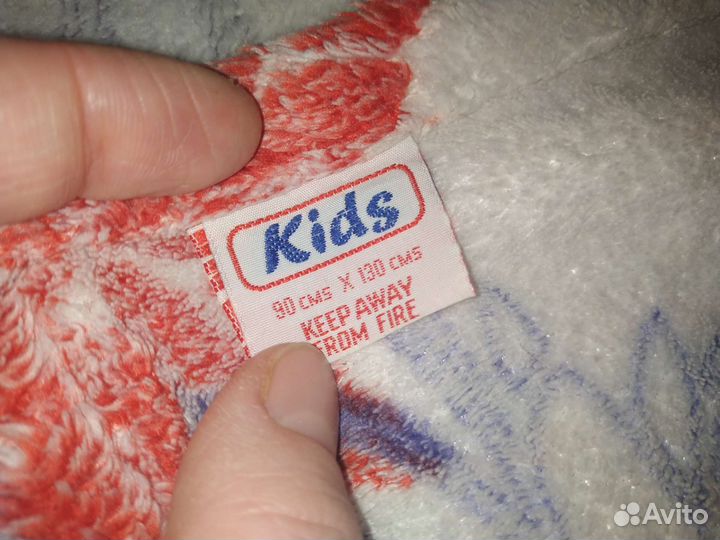 Kids
90 CMS X 130 CMS
KEEP AWAY
FROM FIRE
Avito